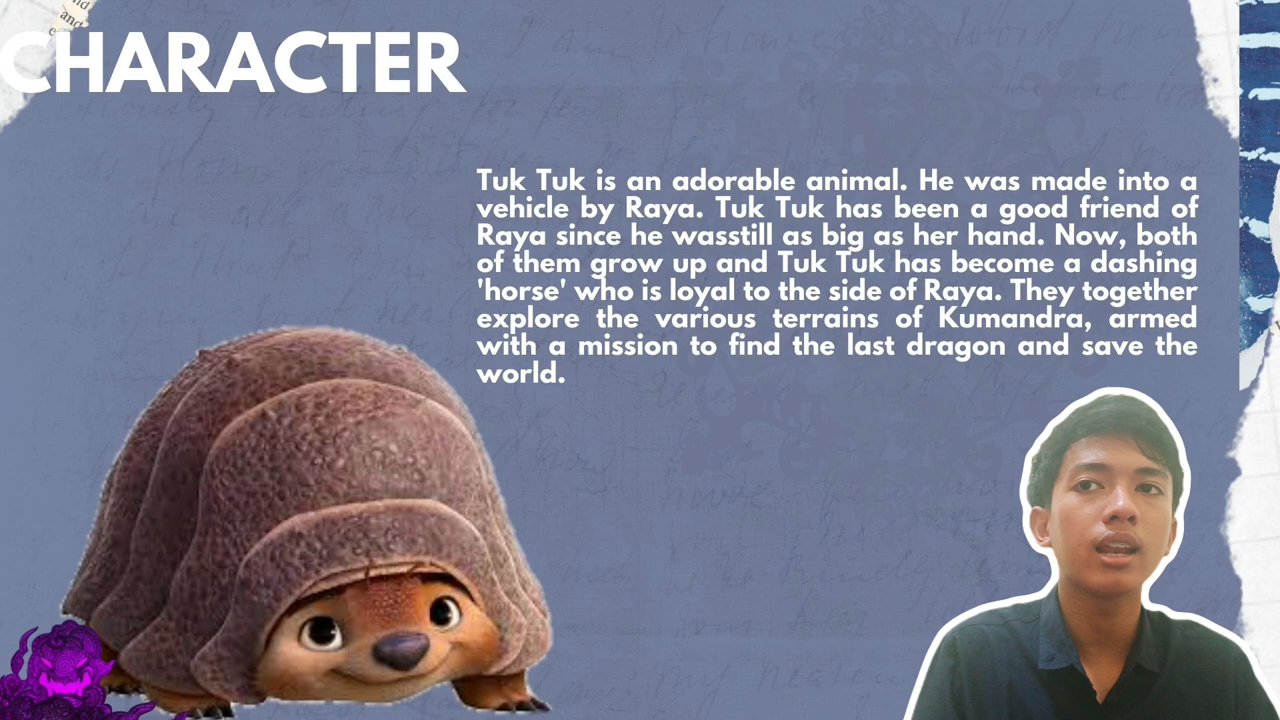 and
CHARACTER
Tuk Tuk is an adorable animal. He was made into a
vehicle by Raya. Tuk Tuk has been a good friend of
Raya since he wasstill as big as her hand. Now, both
of them grow up and Tuk Tuk has become a dashing
'horse' who is loyal to the side of Raya. They together
explore the various terrains of Kumandra, armed
with a mission to find the last dragon and save the
world.